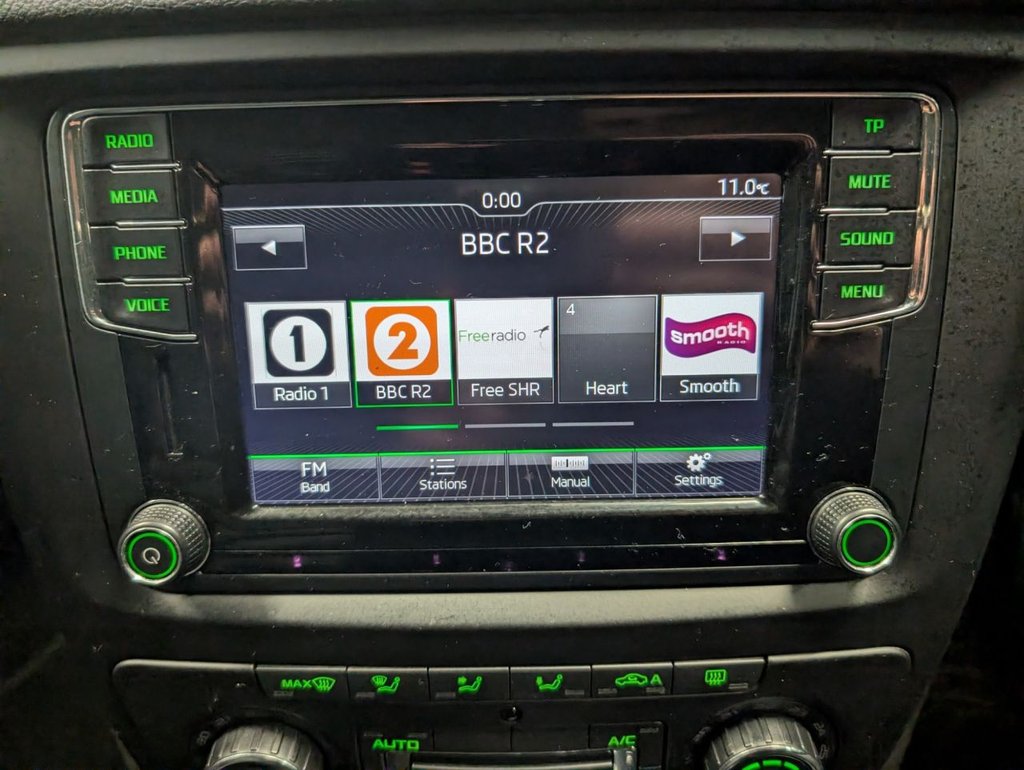 RADIO
MEDIA
PHONE
VOICE
TP
MUTE
SOUND
MENU
0:00
11.0°C
BBC R2
1
Radio 1
2
BBC R2
Freeradio
Free SHR
4
Heart
smooth
RADIO
Smooth
FM
Band
Stations
Manual
Settings
MAX
A
AUTO
A/C